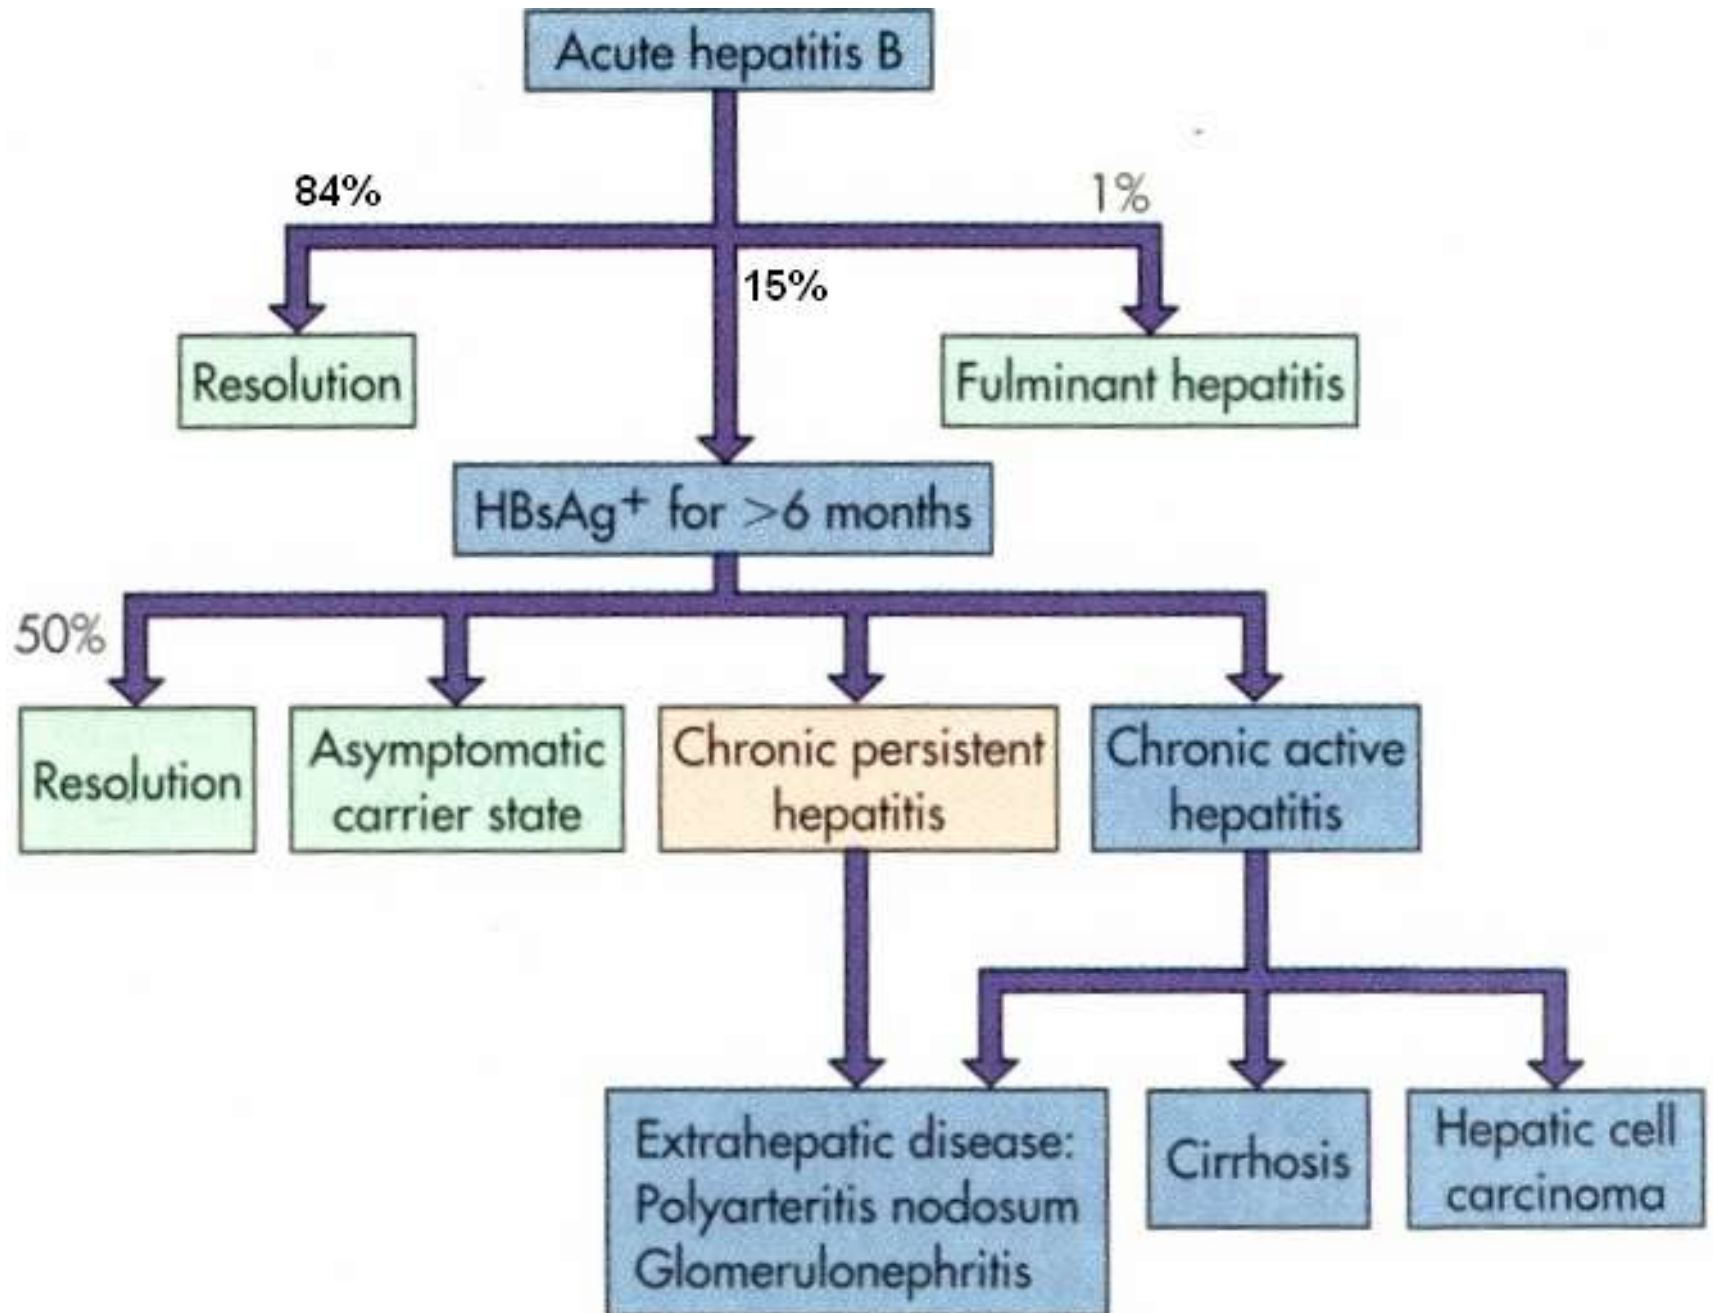 Acute hepatitis B
84%
1%
15%
Resolution
Fulminant hepatitis
HBsAg+ for >6 months
50%
Resolution
Asymptomatic
carrier state
Chronic persistent
hepatitis
Chronic active
hepatitis
Extrahepatic disease:
Polyarteritis nodosum
Glomerulonephritis
Cirrhosis
Hepatic cell
carcinoma